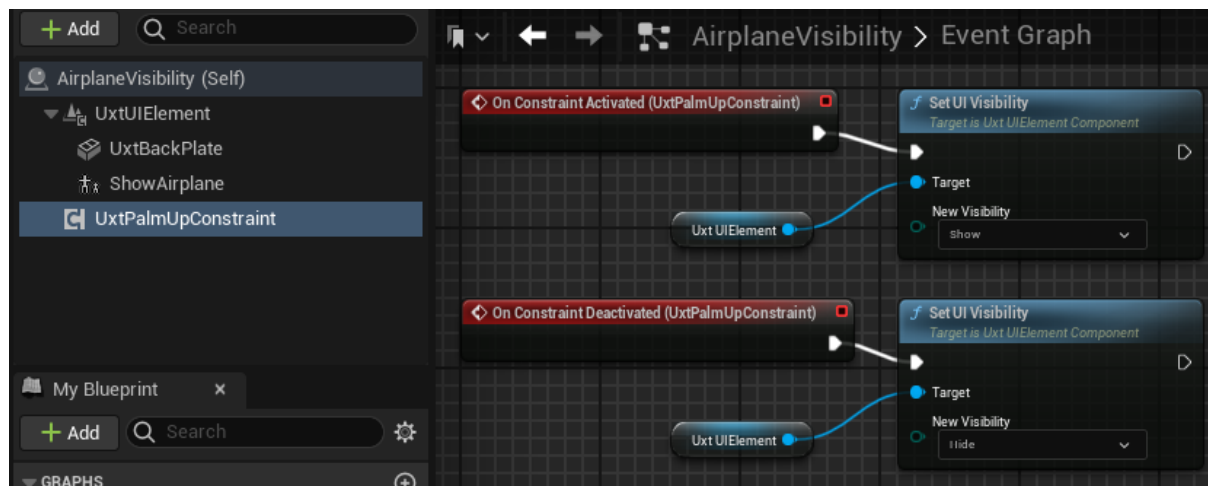 + Add
Search
AirplaneVisibility > Event Graph
AirplaneVisibility (Self)
UxtUIElement
UxtBackPlate
ShowAirplane
UxtPalmUpConstraint
On Constraint Activated (UxtPalmUpConstraint)
Set UI Visibility
Target is Uxt UIElement Component
Target
New Visibility
Show
Uxt UIElement
On Constraint Deactivated (UxtPalmUpConstraint)
Set UI Visibility
Target is Uxt UIElement Component
Target
New Visibility
Hide
Uxt UIElement
My Blueprint
+ Add
Search
GRAPHS